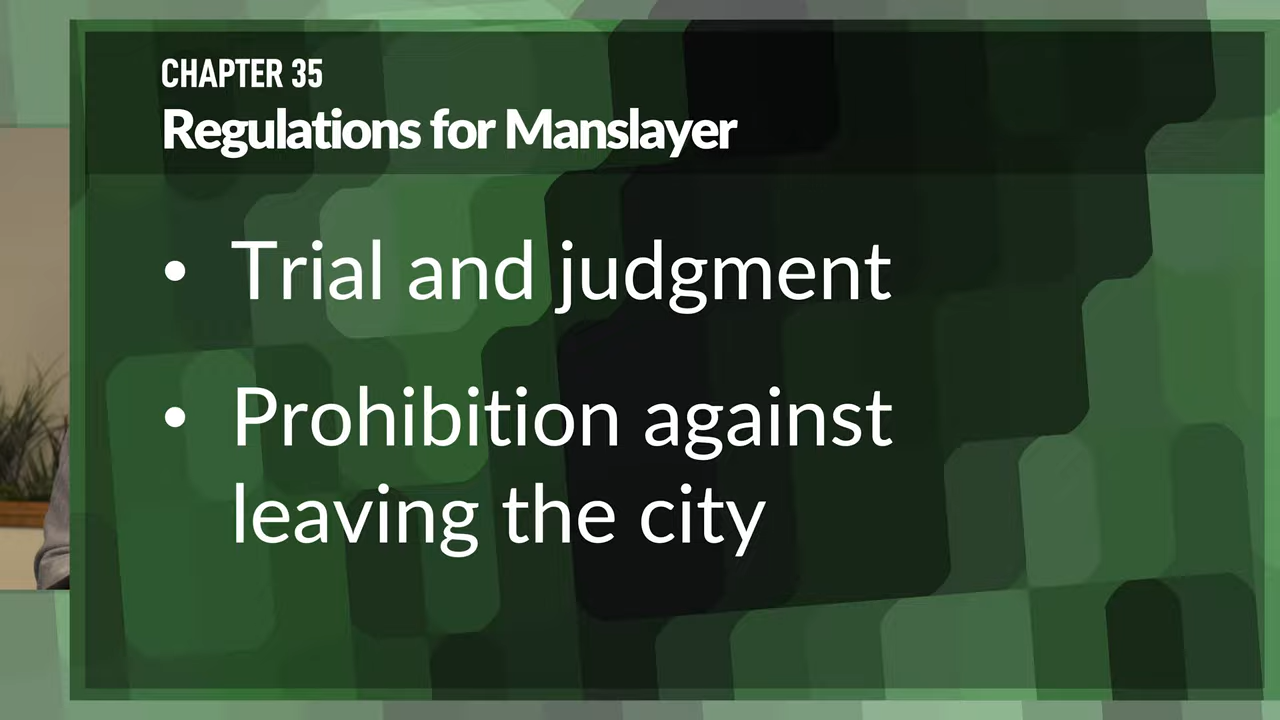 CHAPTER 35
Regulations for Manslayer
• Trial and judgment
• Prohibition against
leaving the city